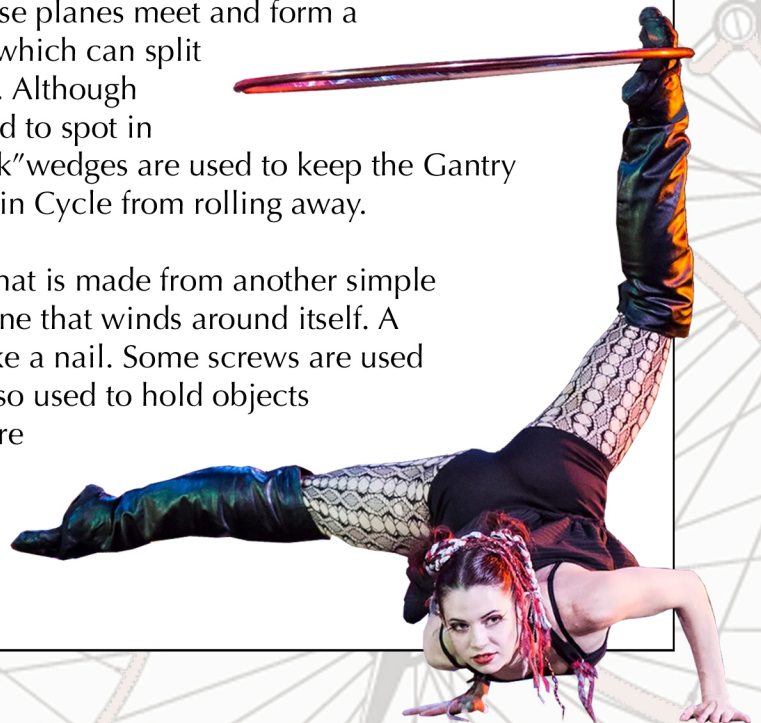 se planes meet and form a
which can split
. Although
d to spot in
k”wedges are used to keep the Gantry
in Cycle from rolling away.
hat is made from another simple
ne that winds around itself. A
ke a nail. Some screws are used
so used to hold objects
re